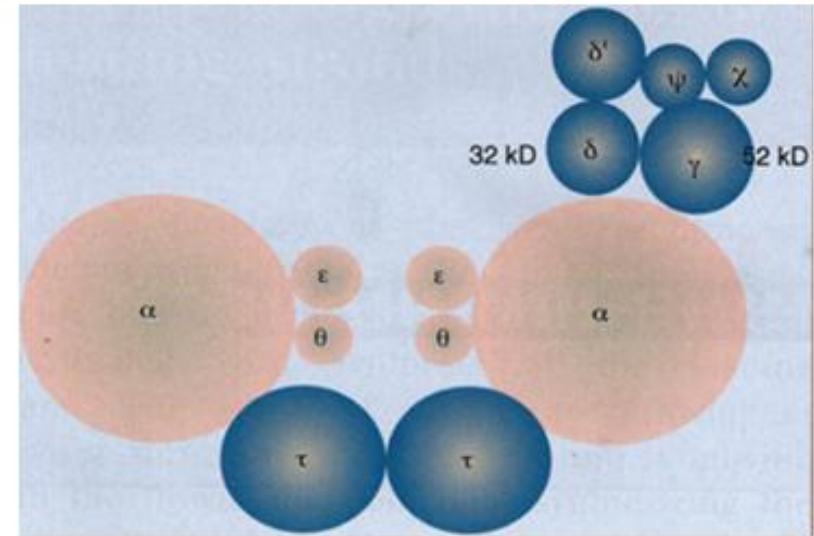 δ'
ψ χ
32 kD δ γ 52 kD
ε ε
α α
θ θ
τ τ